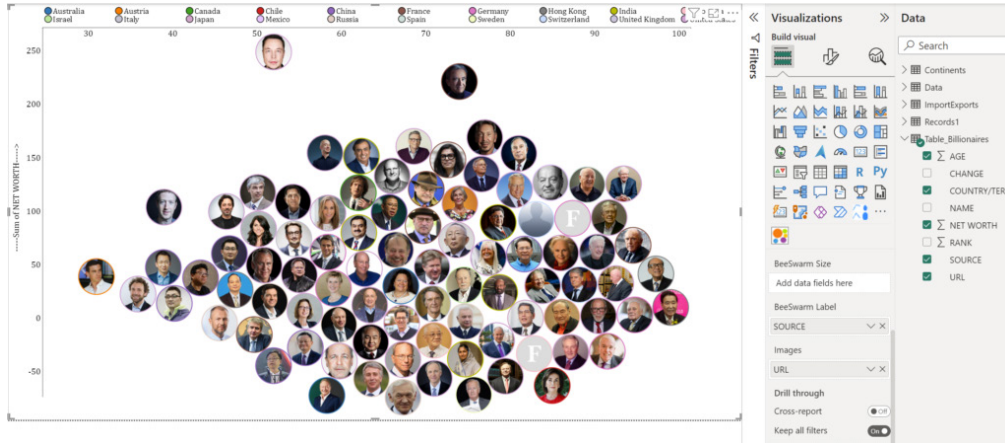 Australia Austria Canada Chile China France Germany Hong Kong India
Israel Italy Japan Mexico Russia Spain Sweden Switzerland United Kingdom
30 40 50 60 70 80 90 100
250
200
150
100
50
0
-50
----Sum of NET WORTH---->
F
F
Filters
Visualizations
Build visual
R Py
BeeSwarm Size
Add data fields here
BeeSwarm Label
SOURCE
Images
URL
Drill through
Cross-report
Off
Keep all filters
On
Data
Search
Continents
Data
ImportExports
Records1
Table_Billionaires
AGE
CHANGE
COUNTRY/TER
NAME
NET WORTH
RANK
SOURCE
URL